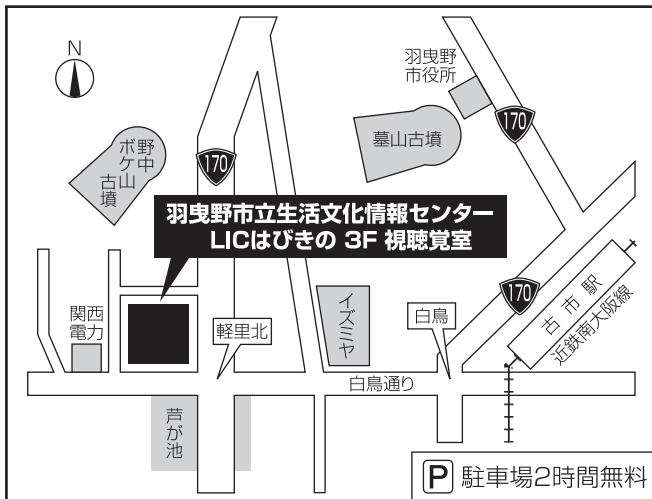 N
羽曳野
市役所
170
墓山古墳
170
野中
ボケ山
古墳
羽曳野市立生活文化情報センター
LICはびきの 3F 視聴覚室
170
古市駅
近鉄南大阪線
関西
電力
軽里北
イズミヤ
白鳥
白鳥通り
芦が池
P 駐車場2時間無料